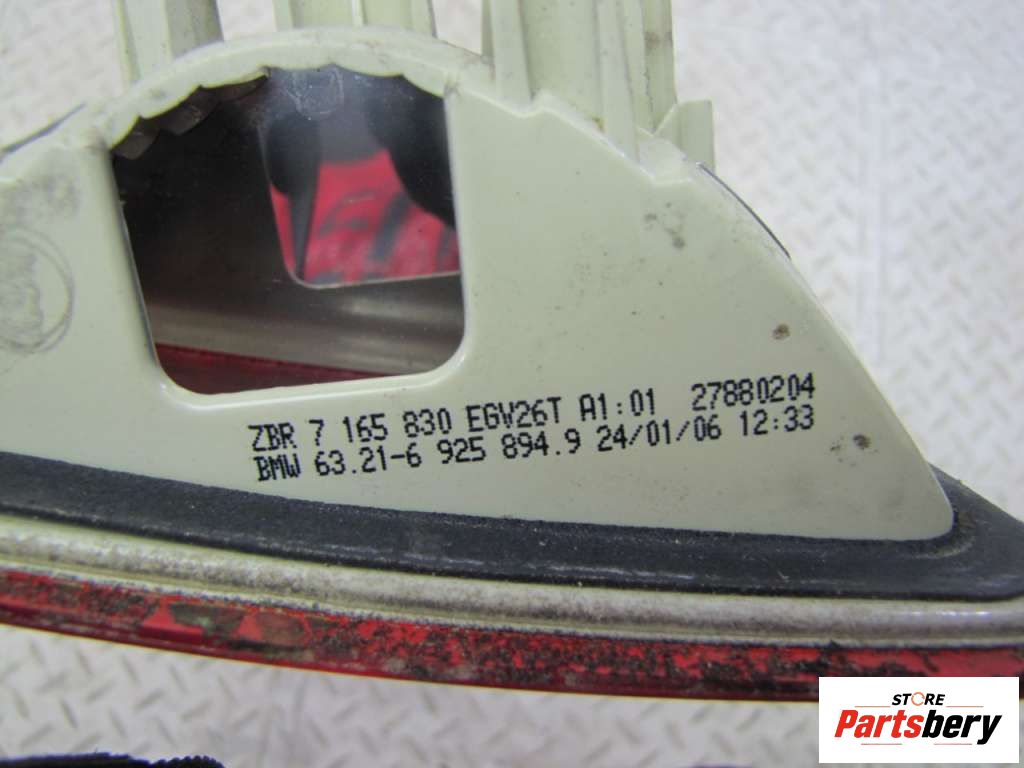 ZBR 7 165 830 EGV26T A1:01 27880204
BMW 63.21-6 925 894.9 24/01/06 12:33
STORE
Partsbery